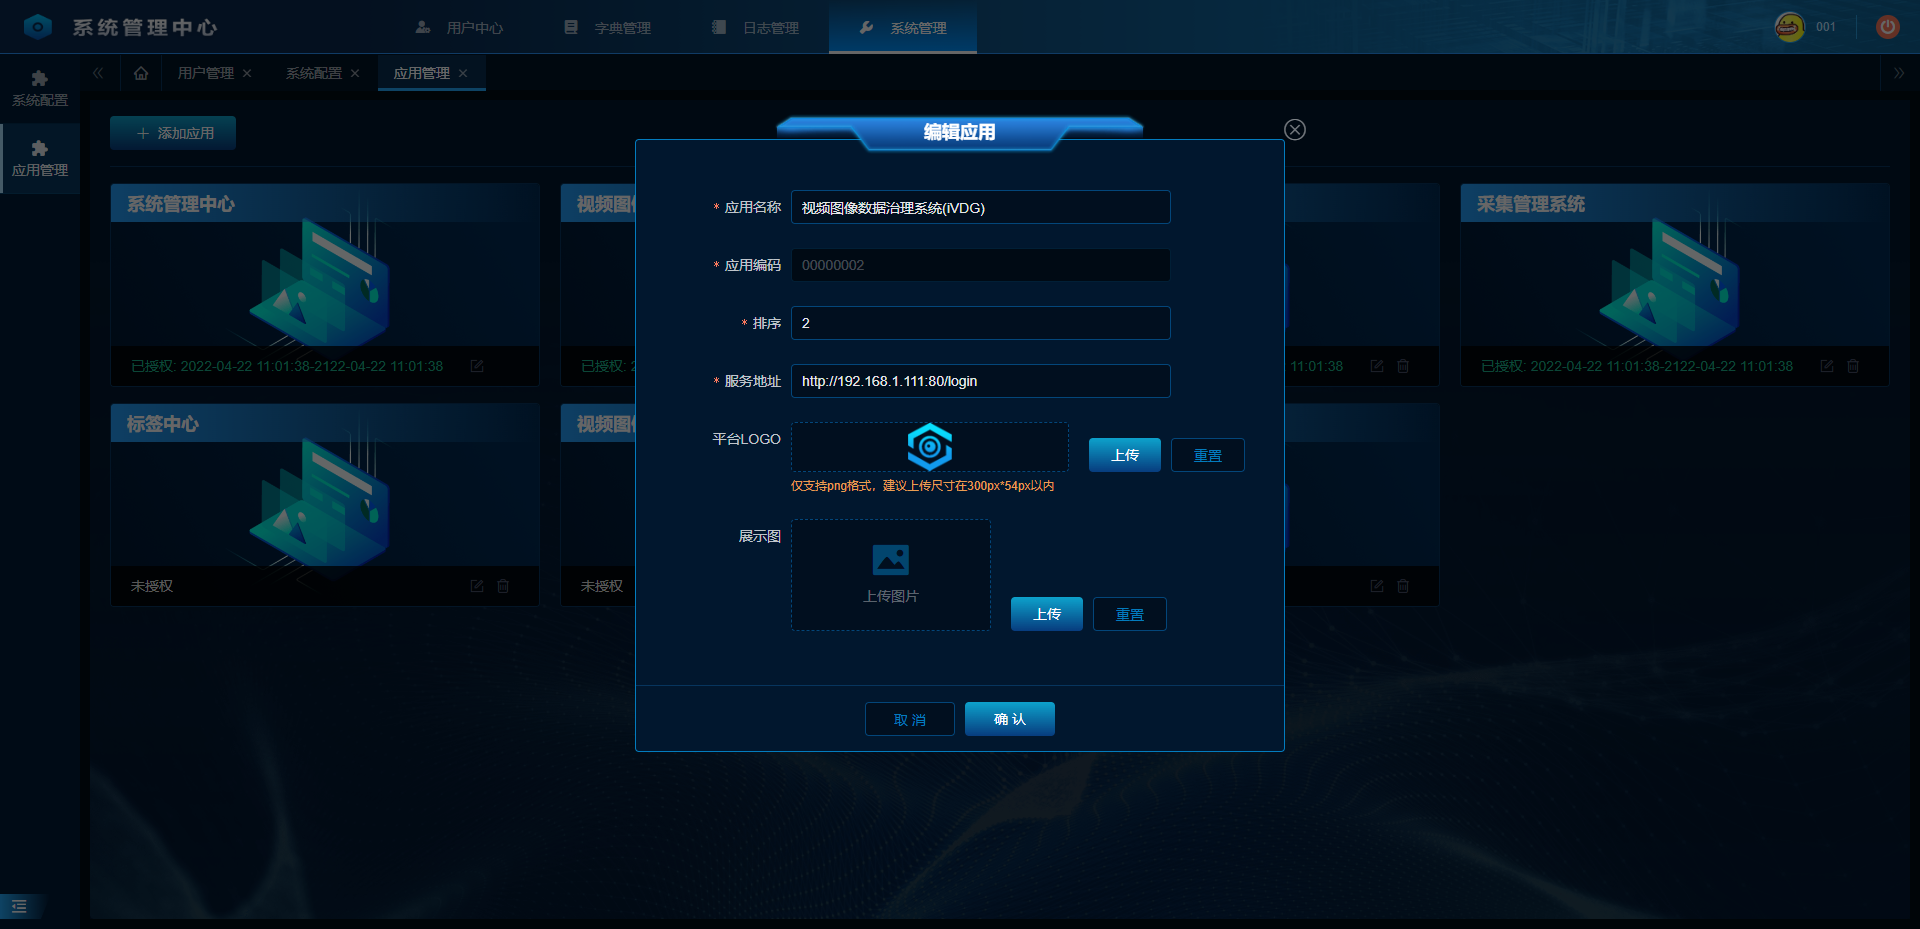 系统管理中心
用户中心
字典管理
日志管理
系统管理
001
系统配置
应用管理
用户管理
系统配置
应用管理
添加应用
系统管理中心
已授权: 2022-04-22 11:01:38-2122-04-22 11:01:38
视频图
已授权:
11:01:38
采集管理系统
已授权: 2022-04-22 11:01:38-2122-04-22 11:01:38
标签中心
未授权
视频图
未授权
编辑应用
* 应用名称 视频图像数据治理系统(iVDG)
* 应用编码 00000002
* 排序 2
* 服务地址 http://192.168.1.111:80/login
平台LOGO 上传 重置
仅支持png格式，建议上传尺寸在300px*54px以内
展示图 上传图片 上传 重置
取 消 确 认